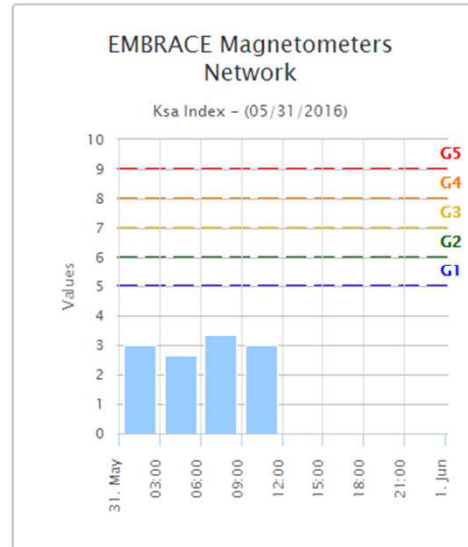 EMBRACE Magnetometers
Network
Ksa Index - (05/31/2016)
10
G5
9
G4
8
G3
7
G2
6
G1
5
4
3
2
1
0
Values
31. May
03:00
06:00
09:00
12:00
15:00
18:00
21:00
1. Jun